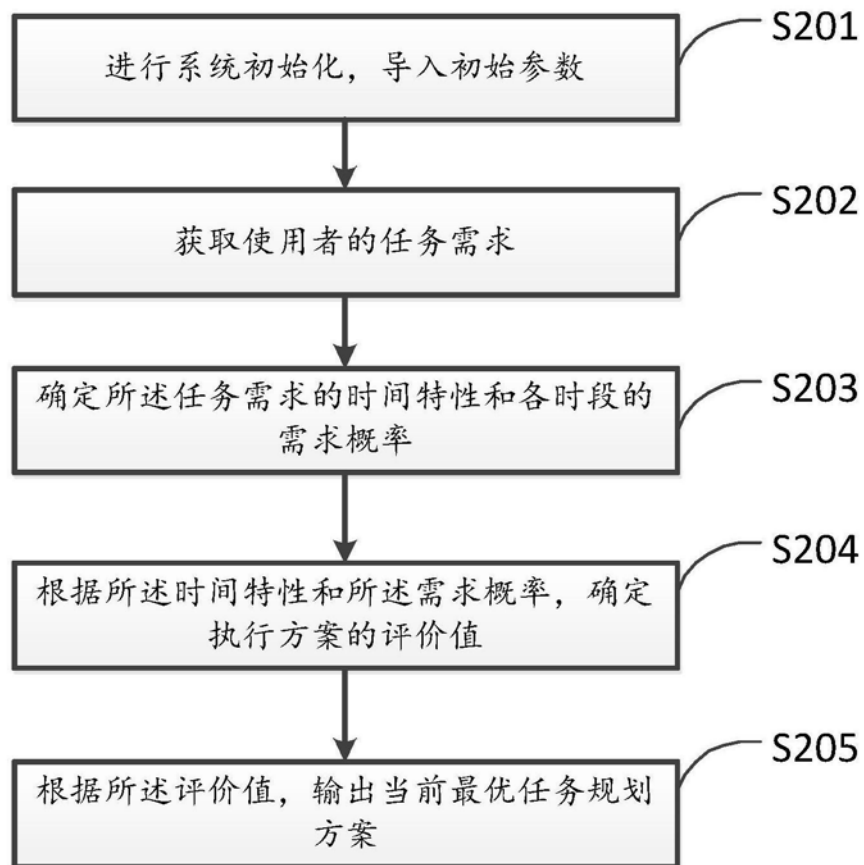 S201
进行系统初始化，导入初始参数
S202
获取使用者的任务需求
S203
确定所述任务需求的时间特性和各时段的
需求概率
S204
根据所述时间特性和所述需求概率，确定
执行方案的评价值
S205
根据所述评价值，输出当前最优任务规划
方案